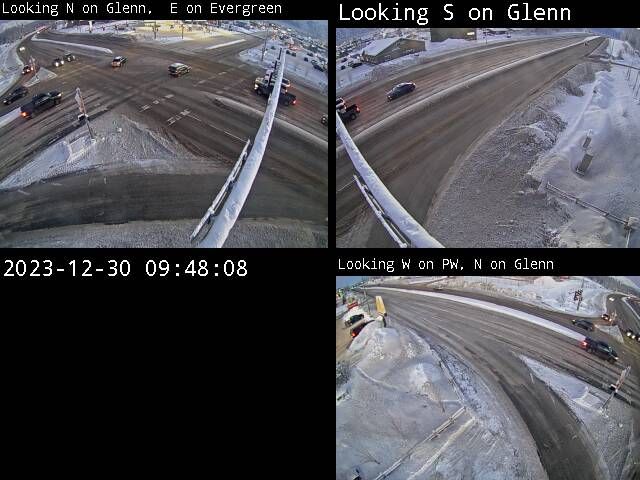 Looking N on Glenn, E on Evergreen
Looking S on Glenn
2023-12-30 09:48:08
Looking W on PW, N on Glenn